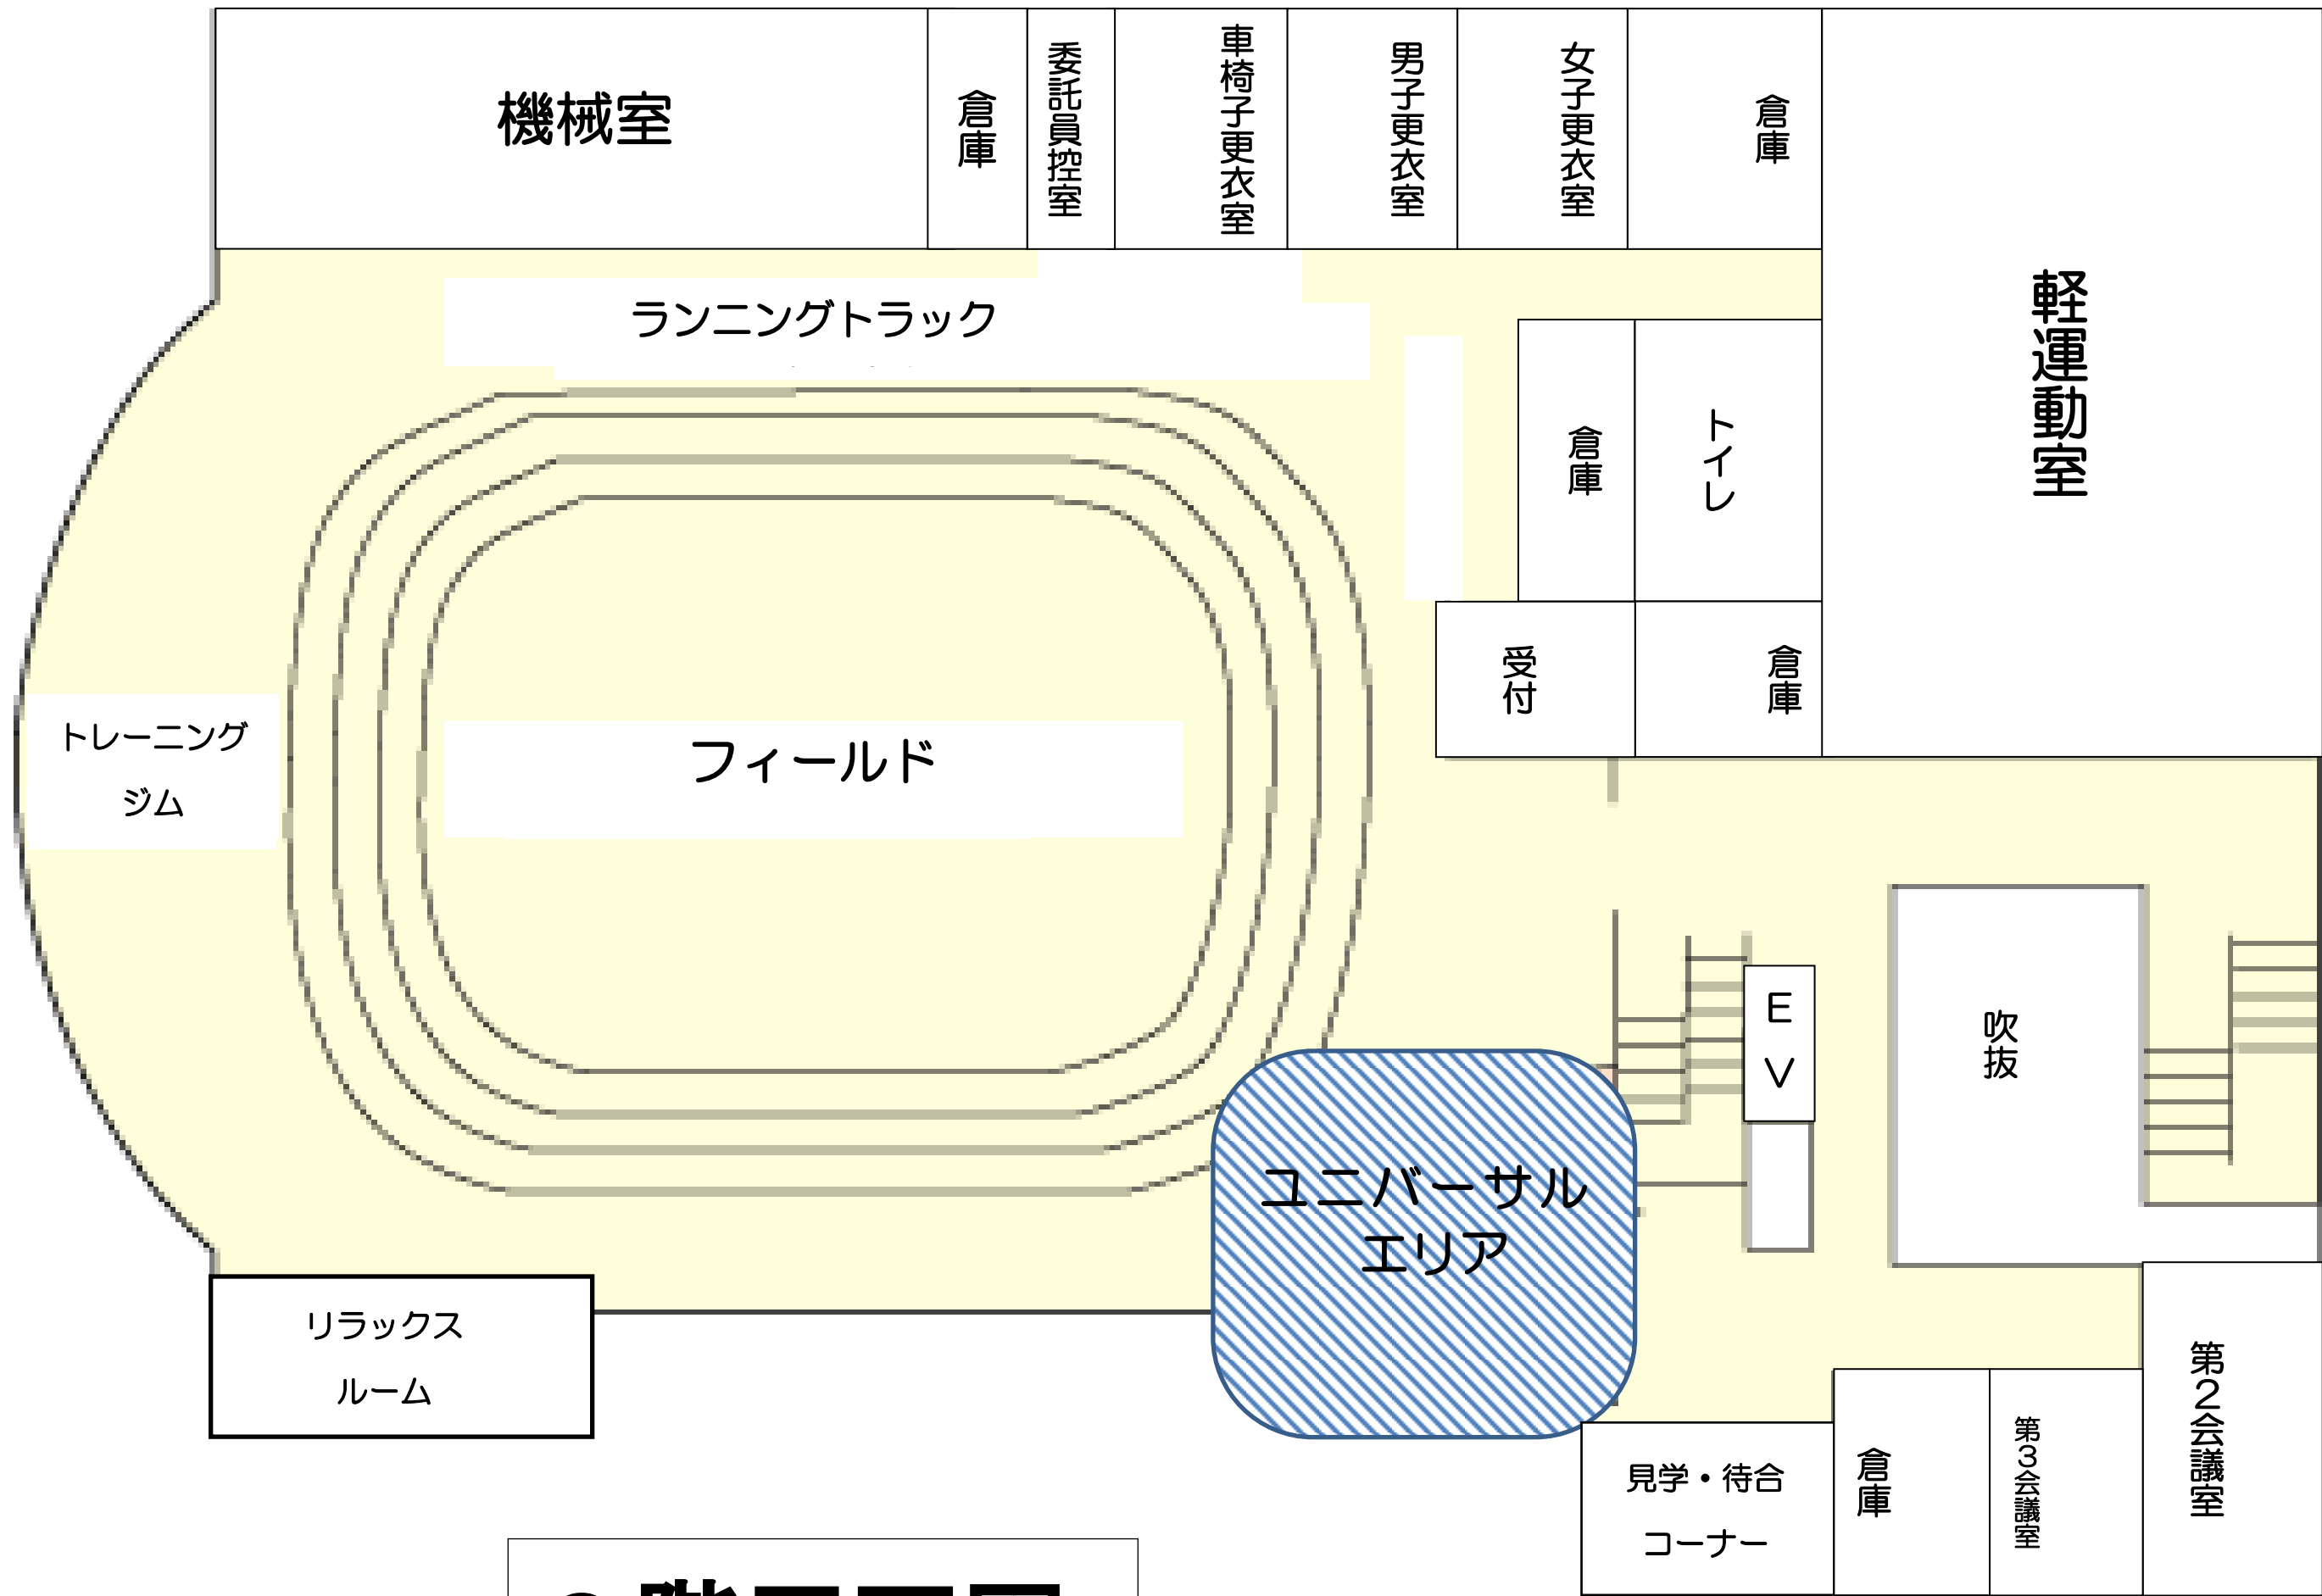 機械室
倉庫
委託員控室
車椅子更衣室
男子更衣室
女子更衣室
倉庫
軽運動室
ランニングトラック
倉庫
トイレ
受付
倉庫
トレーニング
ジム
フィールド
EV
吹抜
ユニバーサル
エリア
リラックス
ルーム
見学・待合
コーナー
倉庫
第3会議室
第2会議室